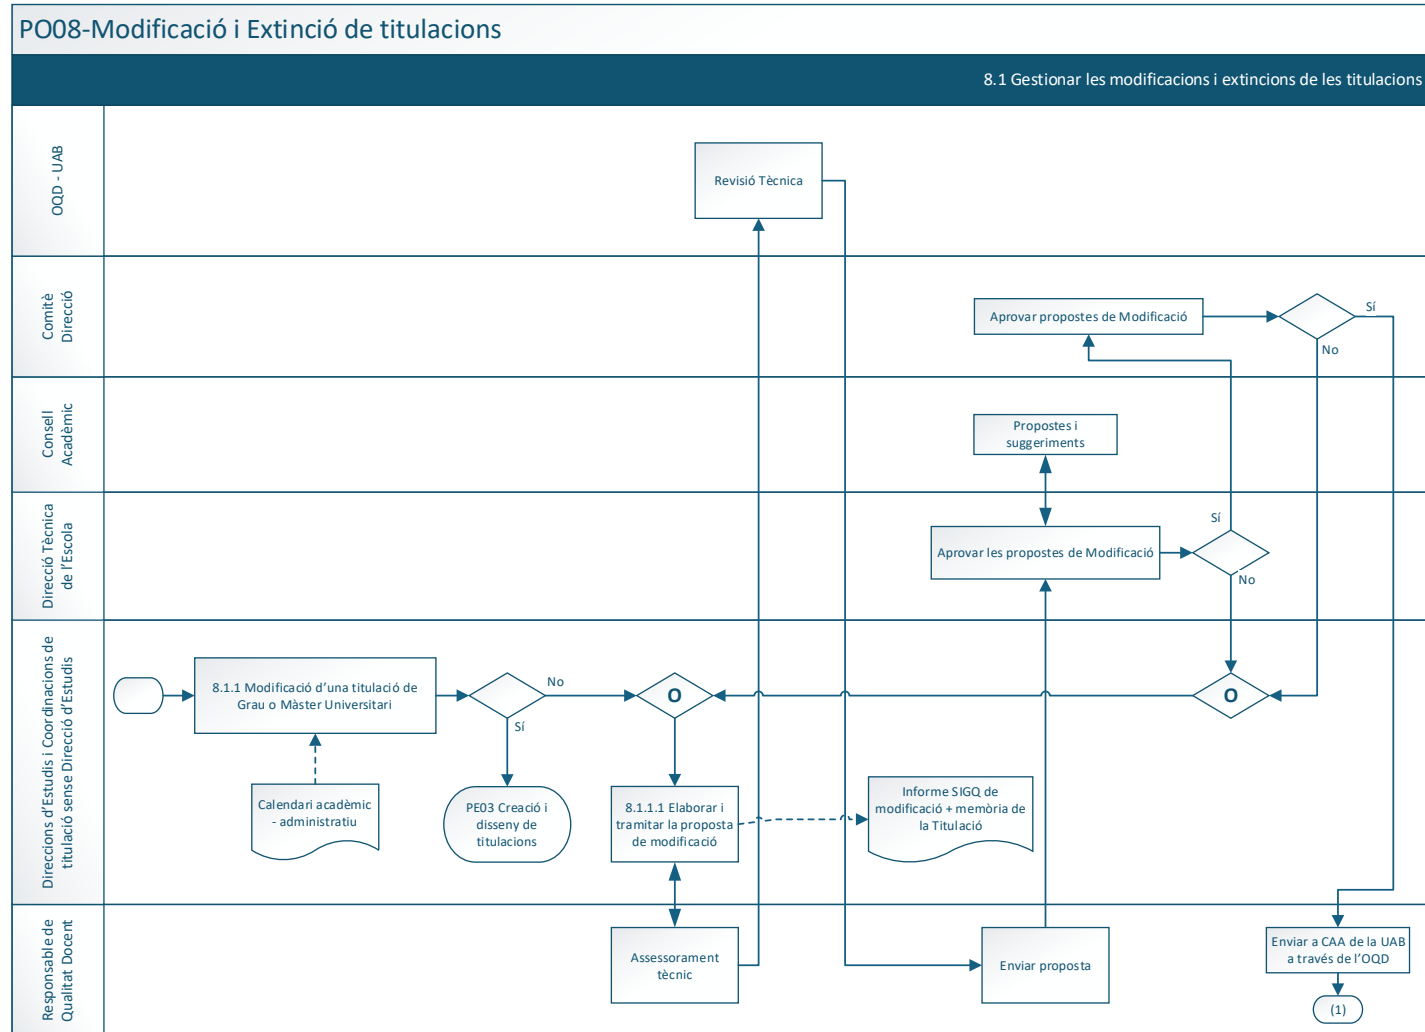 PO08-Modificació i Extinció de titulacions
8.1 Gestionar les modificacions i extincions de les titulacions
OQD - UAB
Revisió Tècnica
Comitè
Direcció
Aprovar propostes de Modificació
Sí
No
Consell
Acadèmic
Propostes i
suggeriments
Direcció Tècnica
de l'Escola
Aprovar les propostes de Modificació
Sí
No
Direccions d'Estudis i Coordinacions de
titulació sense Direcció d'Estudis
8.1.1 Modificació d'una titulació de
Grau o Màster Universitari
No
Sí
O
O
Calendari acadèmic
- administratiu
PE03 Creació i
disseny de
titulacions
8.1.1.1 Elaborar i
tramitar la proposta
de modificació
Informe SIGQ de
modificació + memòria de
la Titulació
Responsable de
Qualitat Docent
Assessorament
tècnic
Enviar proposta
Enviar a CAA de la UAB
a través de l'OQD
(1)